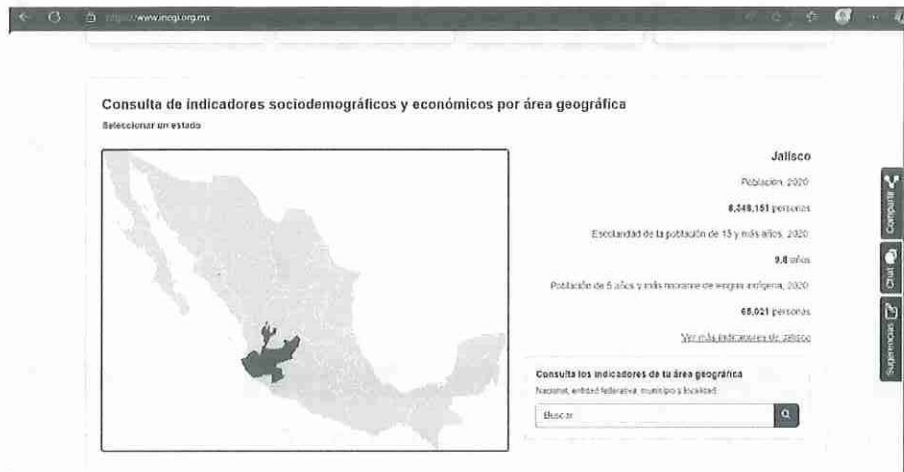 https://www.inegi.org.mx
Consulta de indicadores sociodemográficos y económicos por área geográfica
Seleccionar un estado
Jalisco
Población, 2020
8,348,151 personas
Escolaridad de la población de 15 y más años, 2020
9.8 años
Población de 5 años y más hablante de lengua indígena, 2020
65,021 personas
Ver más indicadores de Jalisco
Consulta los indicadores de tu área geográfica
Nacional, entidad federativa, municipio y localidad
Buscar
Compartir
Chat
Sugerencias